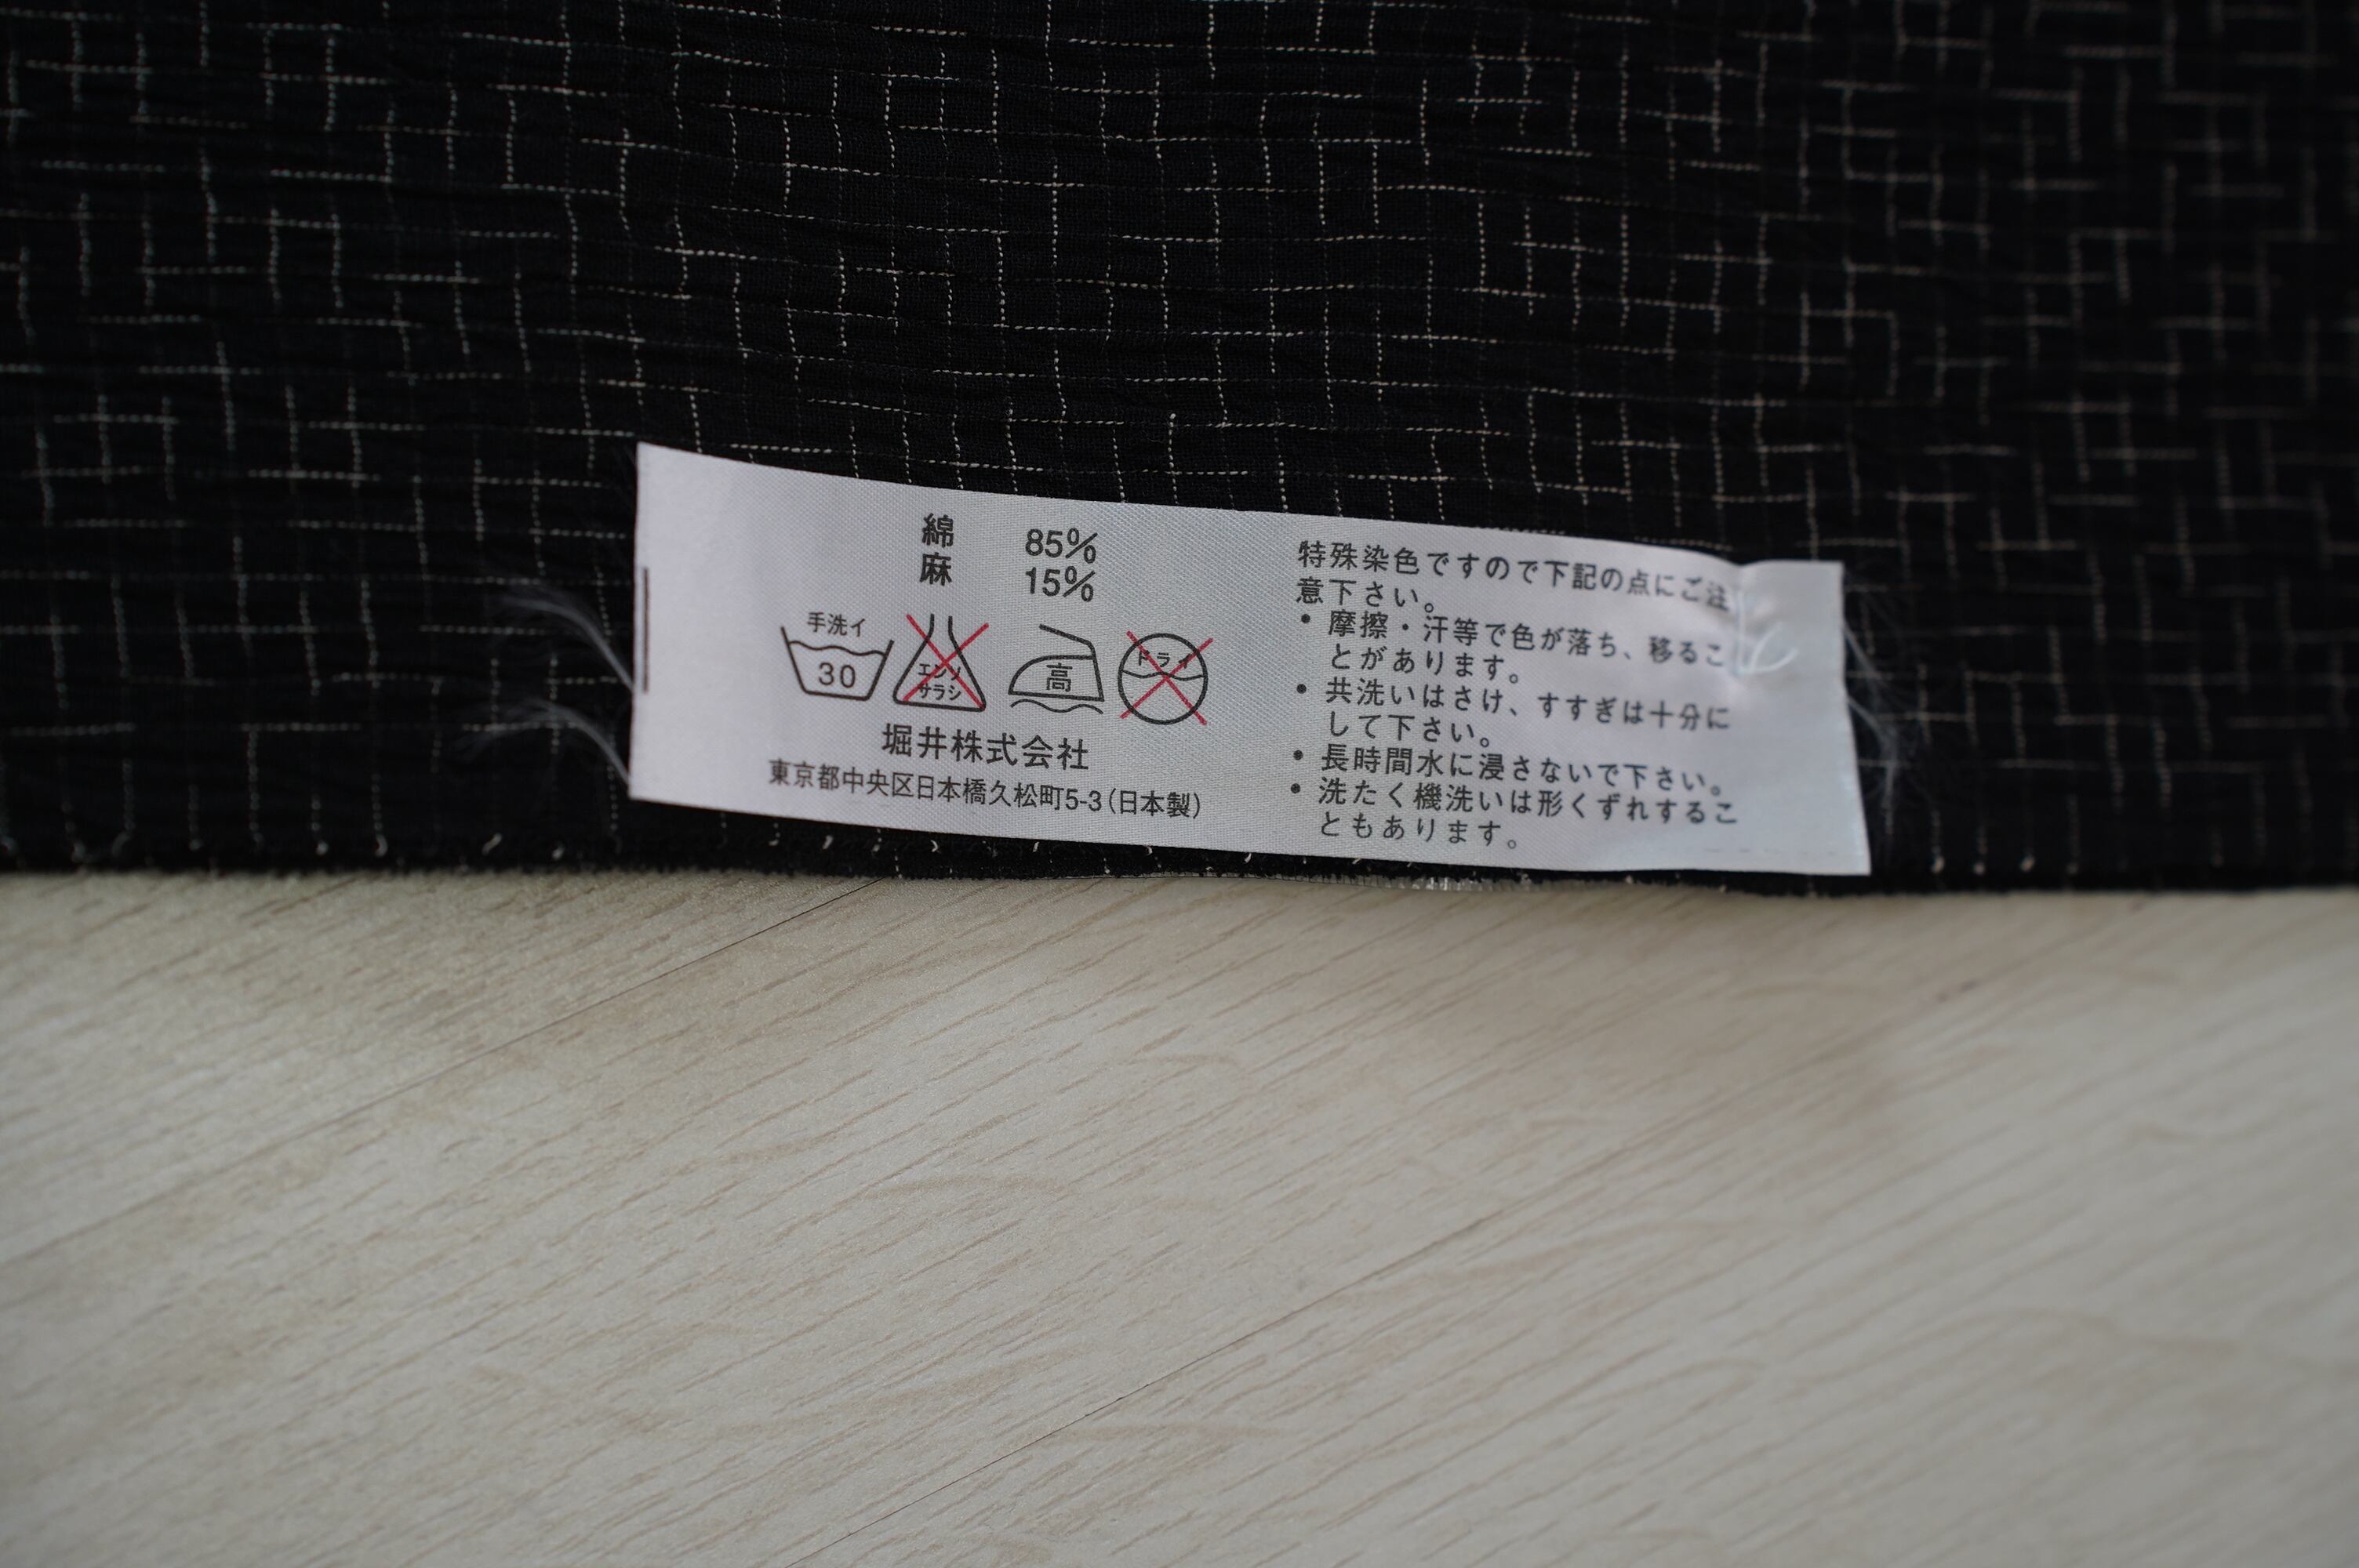 綿 85%
麻 15%
手洗イ
30
エンソ
サラシ
高
ドライ
堀井株式会社
東京都中央区日本橋久松町5-3(日本製)
特殊染色ですので下記の点にご注
意下さい。
• 摩擦・汗等で色が落ち、移るこ
とがあります。
• 共洗いはさけ、すすぎは十分に
して下さい。
• 長時間水に浸さないで下さい。
• 洗たく機洗いは形くずれするこ
ともあります。